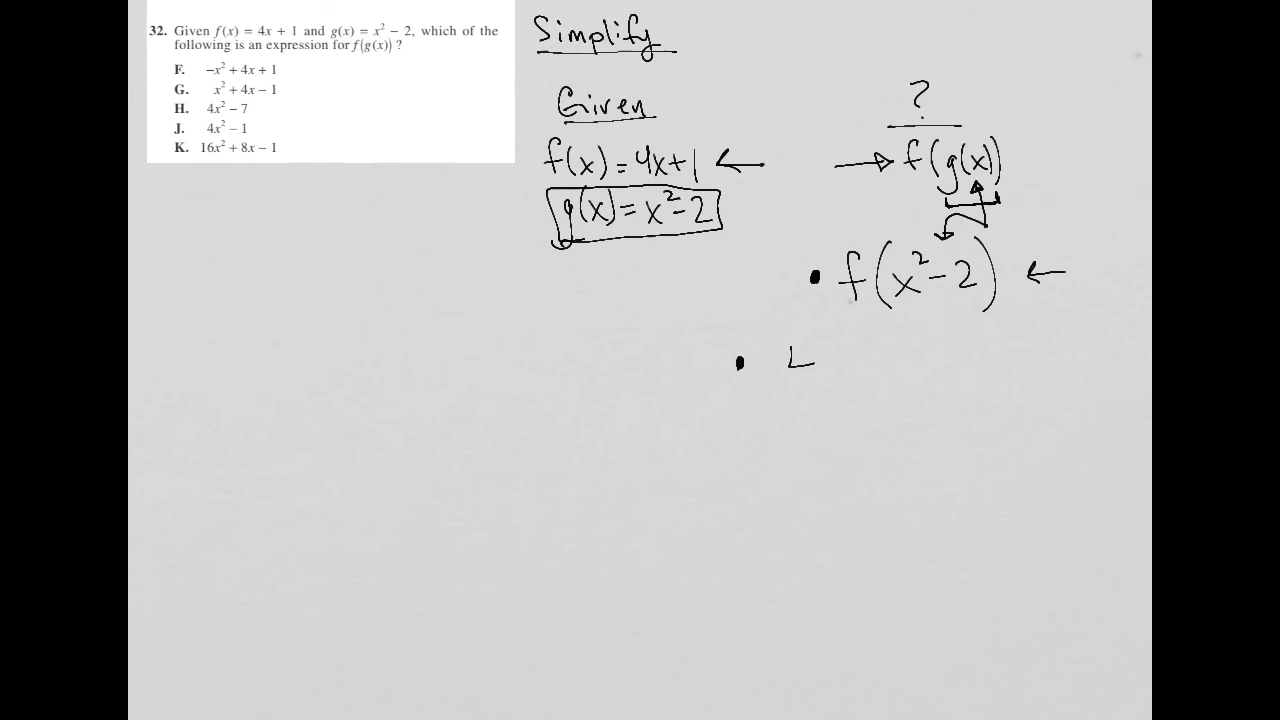 32. Given f(x) = 4x + 1 and g(x) = x² − 2, which of the
following is an expression for f(g(x)) ?
F. −x² + 4x + 1
G. x² + 4x − 1
H. 4x² − 7
J. 4x² − 1
K. 16x² + 8x − 1
Simplify
Given
f(x) = 4x+1 ←
g(x) = x²-2
?
→ f(g(x))
• f(x²-2) ←
•